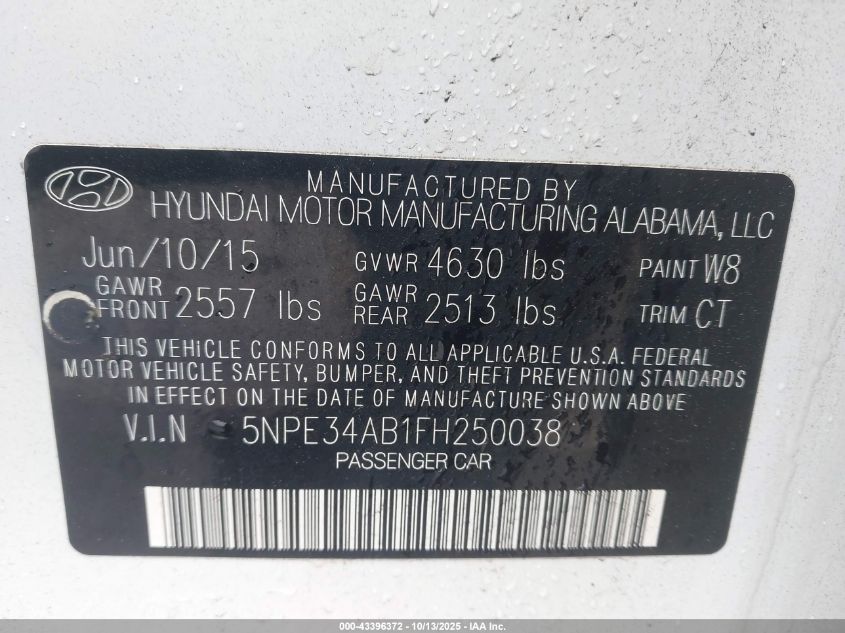 MANUFACTURED BY
HYUNDAI MOTOR MANUFACTURING ALABAMA, LLC
Jun/10/15 GVWR 4630 lbs PAINT W8
GAWR FRONT 2557 lbs GAWR REAR 2513 lbs TRIM CT
THIS VEHICLE CONFORMS TO ALL APPLICABLE U.S.A. FEDERAL
MOTOR VEHICLE SAFETY, BUMPER, AND THEFT PREVENTION STANDARDS
IN EFFECT ON THE DATE OF MANUFACTURE SHOWN ABOVE.
V.I.N 5NPE34AB1FH250038
PASSENGER CAR
000-43396372 - 10/13/2025 - IAA Inc.